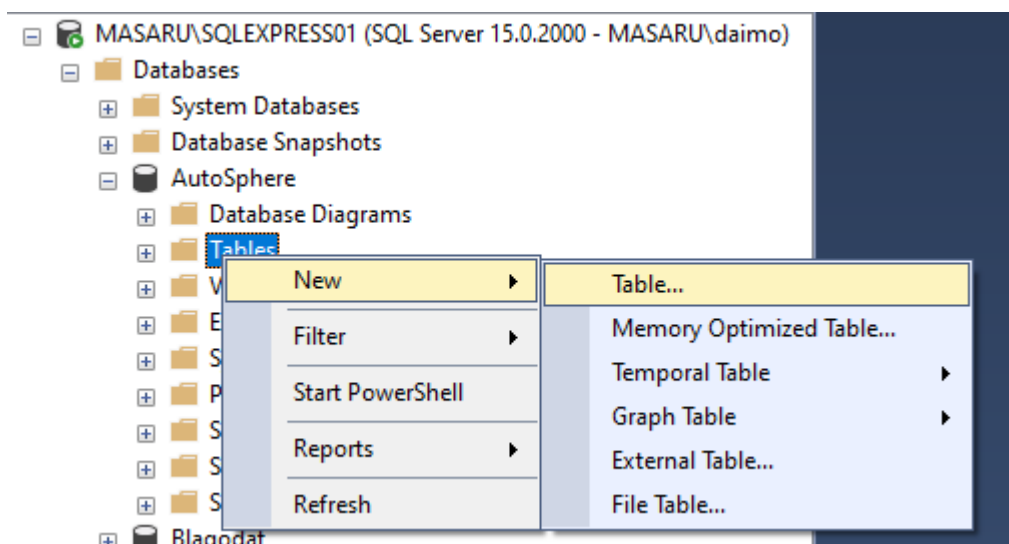 MASARU\SQLEXPRESS01 (SQL Server 15.0.2000 - MASARU\daimo)
Databases
System Databases
Database Snapshots
AutoSphere
Database Diagrams
Tables
New
Filter
Start PowerShell
Reports
Refresh
Table...
Memory Optimized Table...
Temporal Table
Graph Table
External Table...
File Table...
V
E
S
P
S
S
S
Blagodat